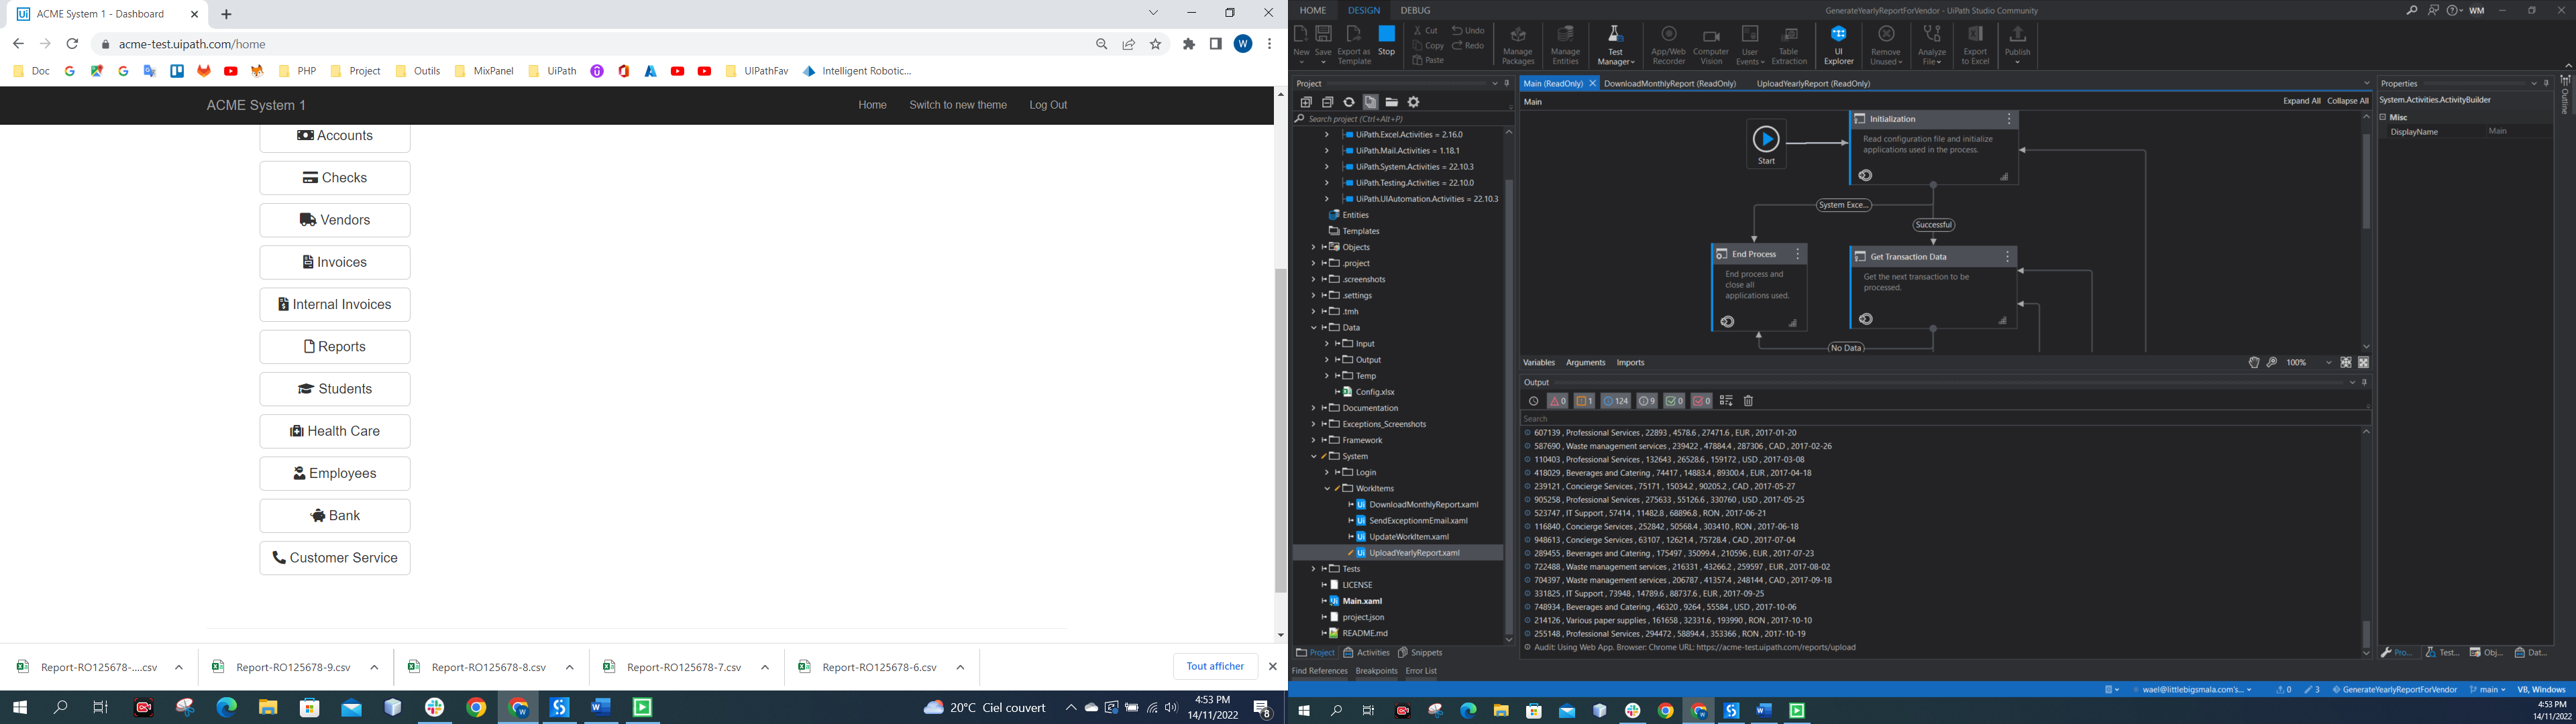 ACME System 1 - Dashboard
acme-test.uipath.com/home
Doc
PHP
Project
Outils
MixPanel
UiPath
UIPathFav
Intelligent Robotic...
ACME System 1
Home
Switch to new theme
Log Out
Accounts
Checks
Vendors
Invoices
Internal Invoices
Reports
Students
Health Care
Employees
Bank
Customer Service
Report-RO125678-....csv
Report-RO125678-9.csv
Report-RO125678-8.csv
Report-RO125678-7.csv
Report-RO125678-6.csv
Tout afficher
20°C Ciel couvert
4:53 PM
14/11/2022
8
HOME
DESIGN
DEBUG
GenerateYearlyReportForVendor - UiPath Studio Community
WM
New
Save
Export as Template
Stop
Cut
Copy
Paste
Undo
Redo
Manage Packages
Manage Entities
Test Manager
App/Web Recorder
Computer Vision
User Events
Table Extraction
UI Explorer
Remove Unused
Analyze File
Export to Excel
Publish
Project
Search project (Ctrl+Alt+P)
UiPath.Excel.Activities = 2.16.0
UiPath.Mail.Activities = 1.18.1
UiPath.System.Activities = 22.10.3
UiPath.Testing.Activities = 22.10.0
UiPath.UIAutomation.Activities = 22.10.3
Entities
Templates
Objects
.project
.screenshots
.settings
.tmh
Data
Input
Output
Temp
Config.xlsx
Documentation
Exceptions_Screenshots
Framework
System
Login
WorkItems
DownloadMonthlyReport.xaml
SendExceptionmEmail.xaml
UpdateWorkItem.xaml
UploadYearlyReport.xaml
Tests
LICENSE
Main.xaml
project.json
README.md
Project
Activities
Snippets
Main (ReadOnly)
DownloadMonthlyReport (ReadOnly)
UploadYearlyReport (ReadOnly)
Main
Expand All
Collapse All
Start
Initialization
Read configuration file and initialize
applications used in the process.
System Exce...
Successful
End Process
End process and
close all
applications used.
Get Transaction Data
Get the next transaction to be
processed.
No Data
Variables
Arguments
Imports
100%
Output
0
1
124
9
0
0
Search
607139 , Professional Services , 22893 , 4578.6 , 27471.6 , EUR , 2017-01-20
587690 , Waste management services , 239422 , 47884.4 , 287306 , CAD , 2017-02-26
110403 , Professional Services , 132643 , 26528.6 , 159172 , USD , 2017-03-08
418029 , Beverages and Catering , 74417 , 14883.4 , 89300.4 , EUR , 2017-04-18
239121 , Concierge Services , 75171 , 15034.2 , 90205.2 , CAD , 2017-05-27
905258 , Professional Services , 275633 , 55126.6 , 330760 , USD , 2017-05-25
523747 , IT Support , 57414 , 11482.8 , 68896.8 , RON , 2017-06-21
116840 , Concierge Services , 252842 , 50568.4 , 303410 , RON , 2017-06-18
948613 , Concierge Services , 63107 , 12621.4 , 75728.4 , CAD , 2017-07-04
289455 , Beverages and Catering , 175497 , 35099.4 , 210596 , EUR , 2017-07-23
722488 , Waste management services , 216331 , 43266.2 , 259597 , EUR , 2017-08-02
704397 , Waste management services , 206787 , 41357.4 , 248144 , CAD , 2017-09-18
331825 , IT Support , 73948 , 14789.6 , 88737.6 , EUR , 2017-09-25
748934 , Beverages and Catering , 46320 , 9264 , 55584 , USD , 2017-10-06
214126 , Various paper supplies , 161658 , 32331.6 , 193990 , RON , 2017-10-10
255148 , Professional Services , 294472 , 58894.4 , 353366 , RON , 2017-10-19
Audit: Using Web App. Browser: Chrome URL: https://acme-test.uipath.com/reports/upload
Properties
System.Activities.ActivityBuilder
Misc
DisplayName
Main
Outline
Pro...
Test...
Obj...
Dat...
Find References
Breakpoints
Error List
wael@littlebigsmala.com's...
0
3
GenerateYearlyReportForVendor
main
VB, Windows
4:53 PM
14/11/2022